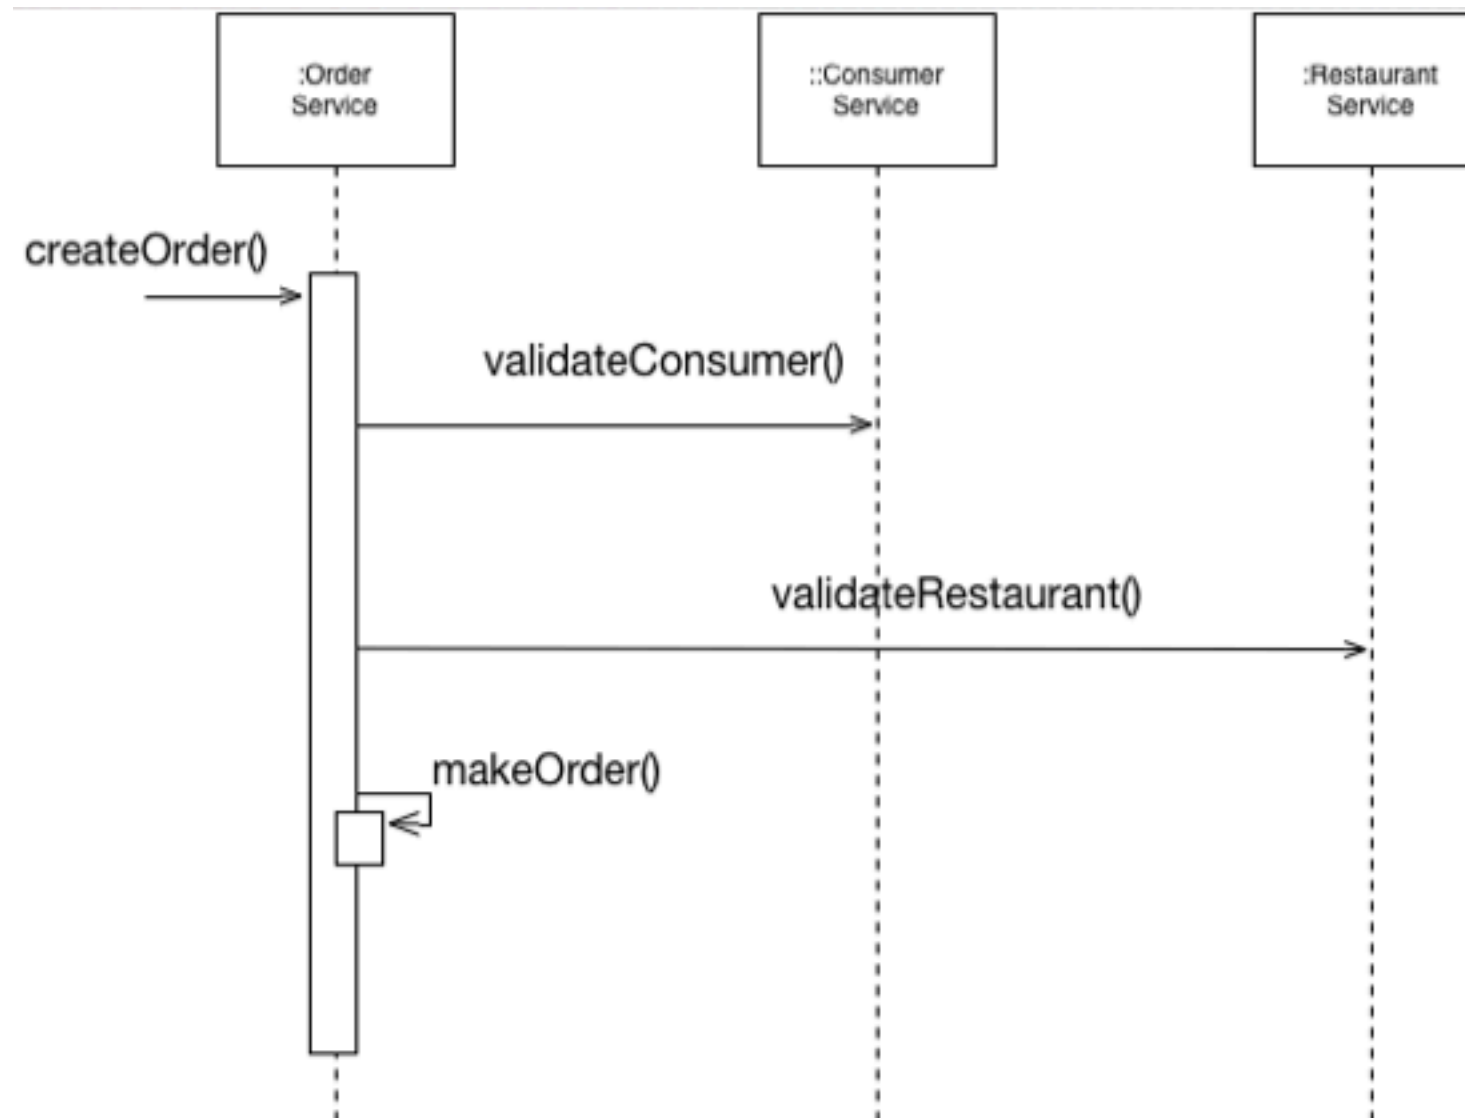 :Order
Service
::Consumer
Service
:Restaurant
Service
createOrder()
validateConsumer()
validateRestaurant()
makeOrder()